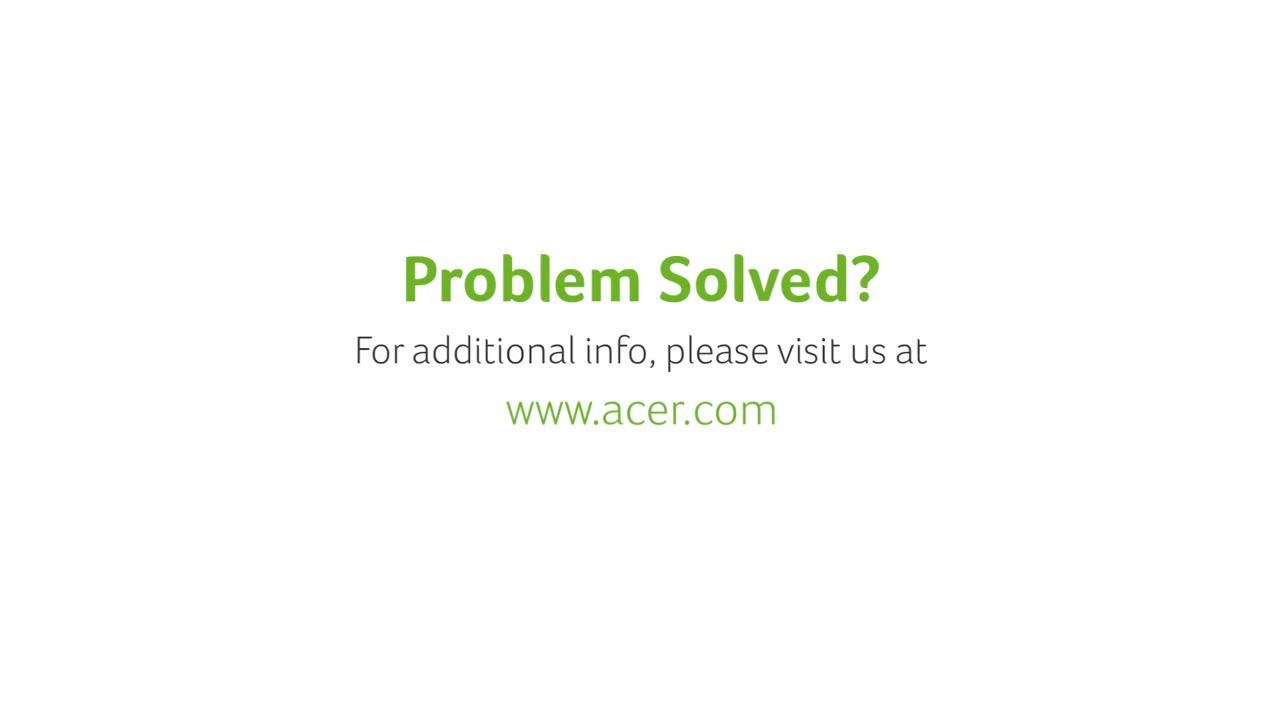 Problem Solved?
For additional info, please visit us at
www.acer.com